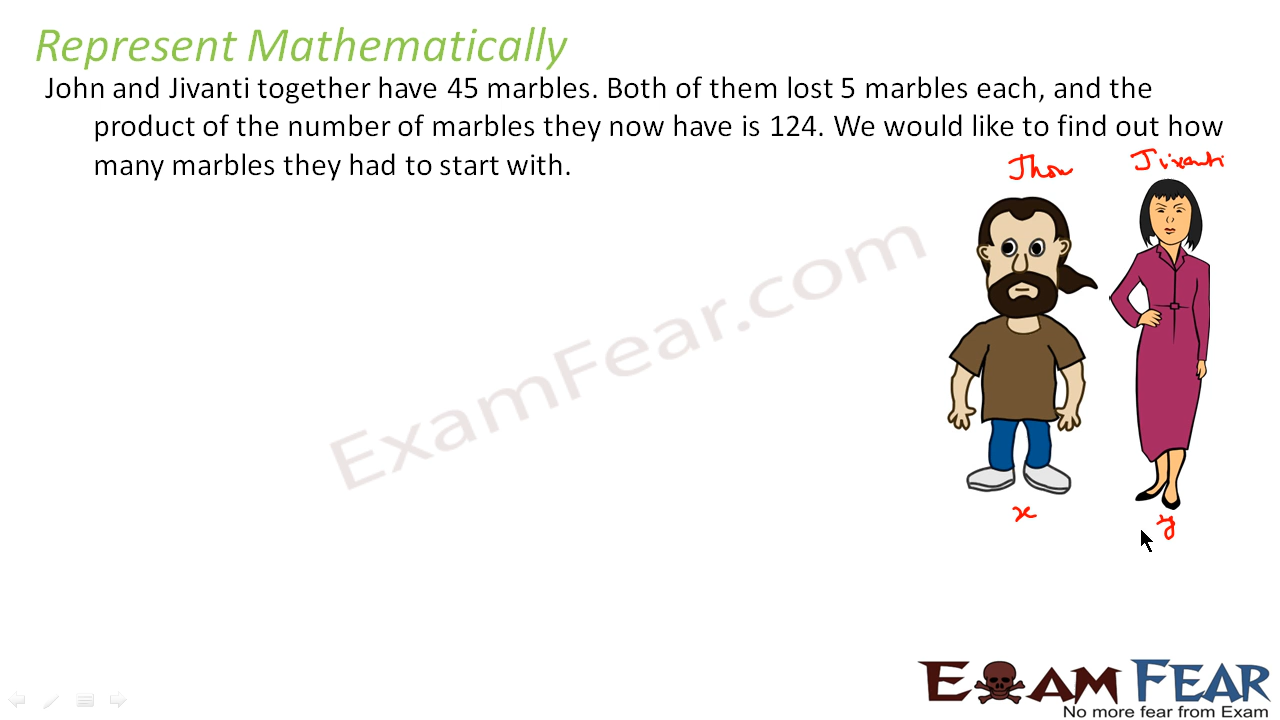 Represent Mathematically
John and Jivanti together have 45 marbles. Both of them lost 5 marbles each, and the
product of the number of marbles they now have is 124. We would like to find out how
many marbles they had to start with.
Jhon Jivanti
ExamFear.com
x y
EXAM FEAR
No more fear from Exam